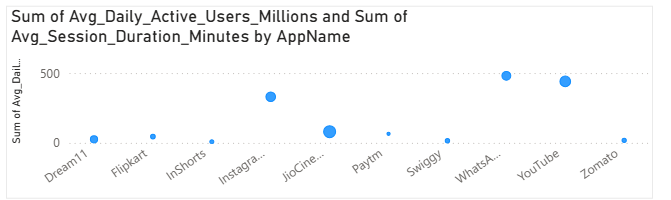 Sum of Avg_Daily_Active_Users_Millions and Sum of
Avg_Session_Duration_Minutes by AppName
Sum of Avg_Dail...
500
0
Dream11
Flipkart
InShorts
Instagra...
JioCine...
Paytm
Swiggy
WhatsA...
YouTube
Zomato